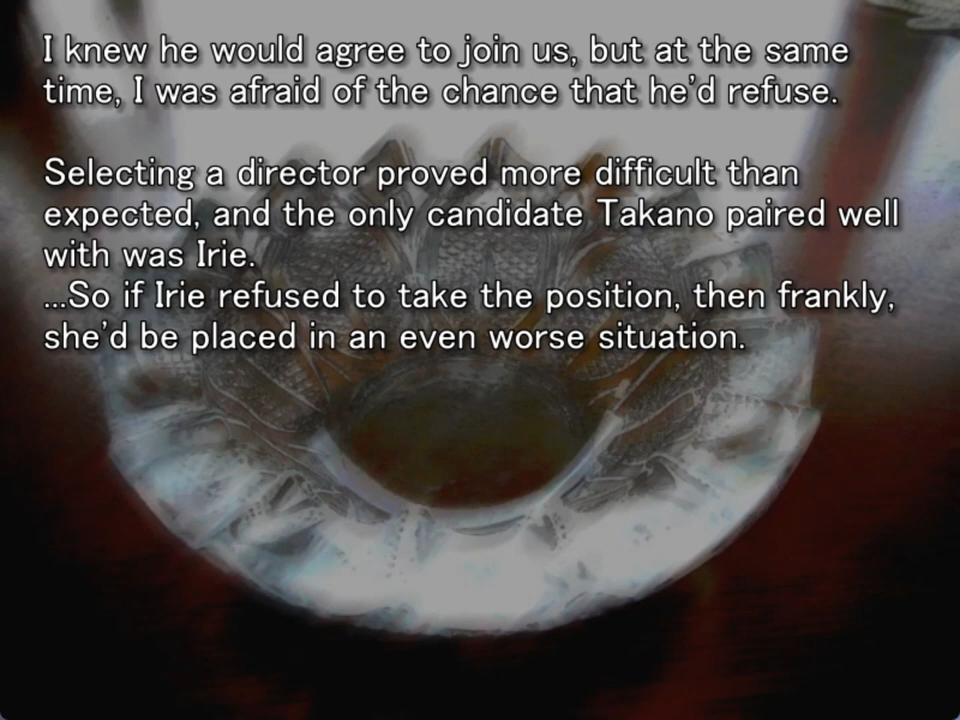 I knew he would agree to join us, but at the same
time, I was afraid of the chance that he'd refuse.
Selecting a director proved more difficult than
expected, and the only candidate Takano paired well
with was Irie.
...So if Irie refused to take the position, then frankly,
she'd be placed in an even worse situation.